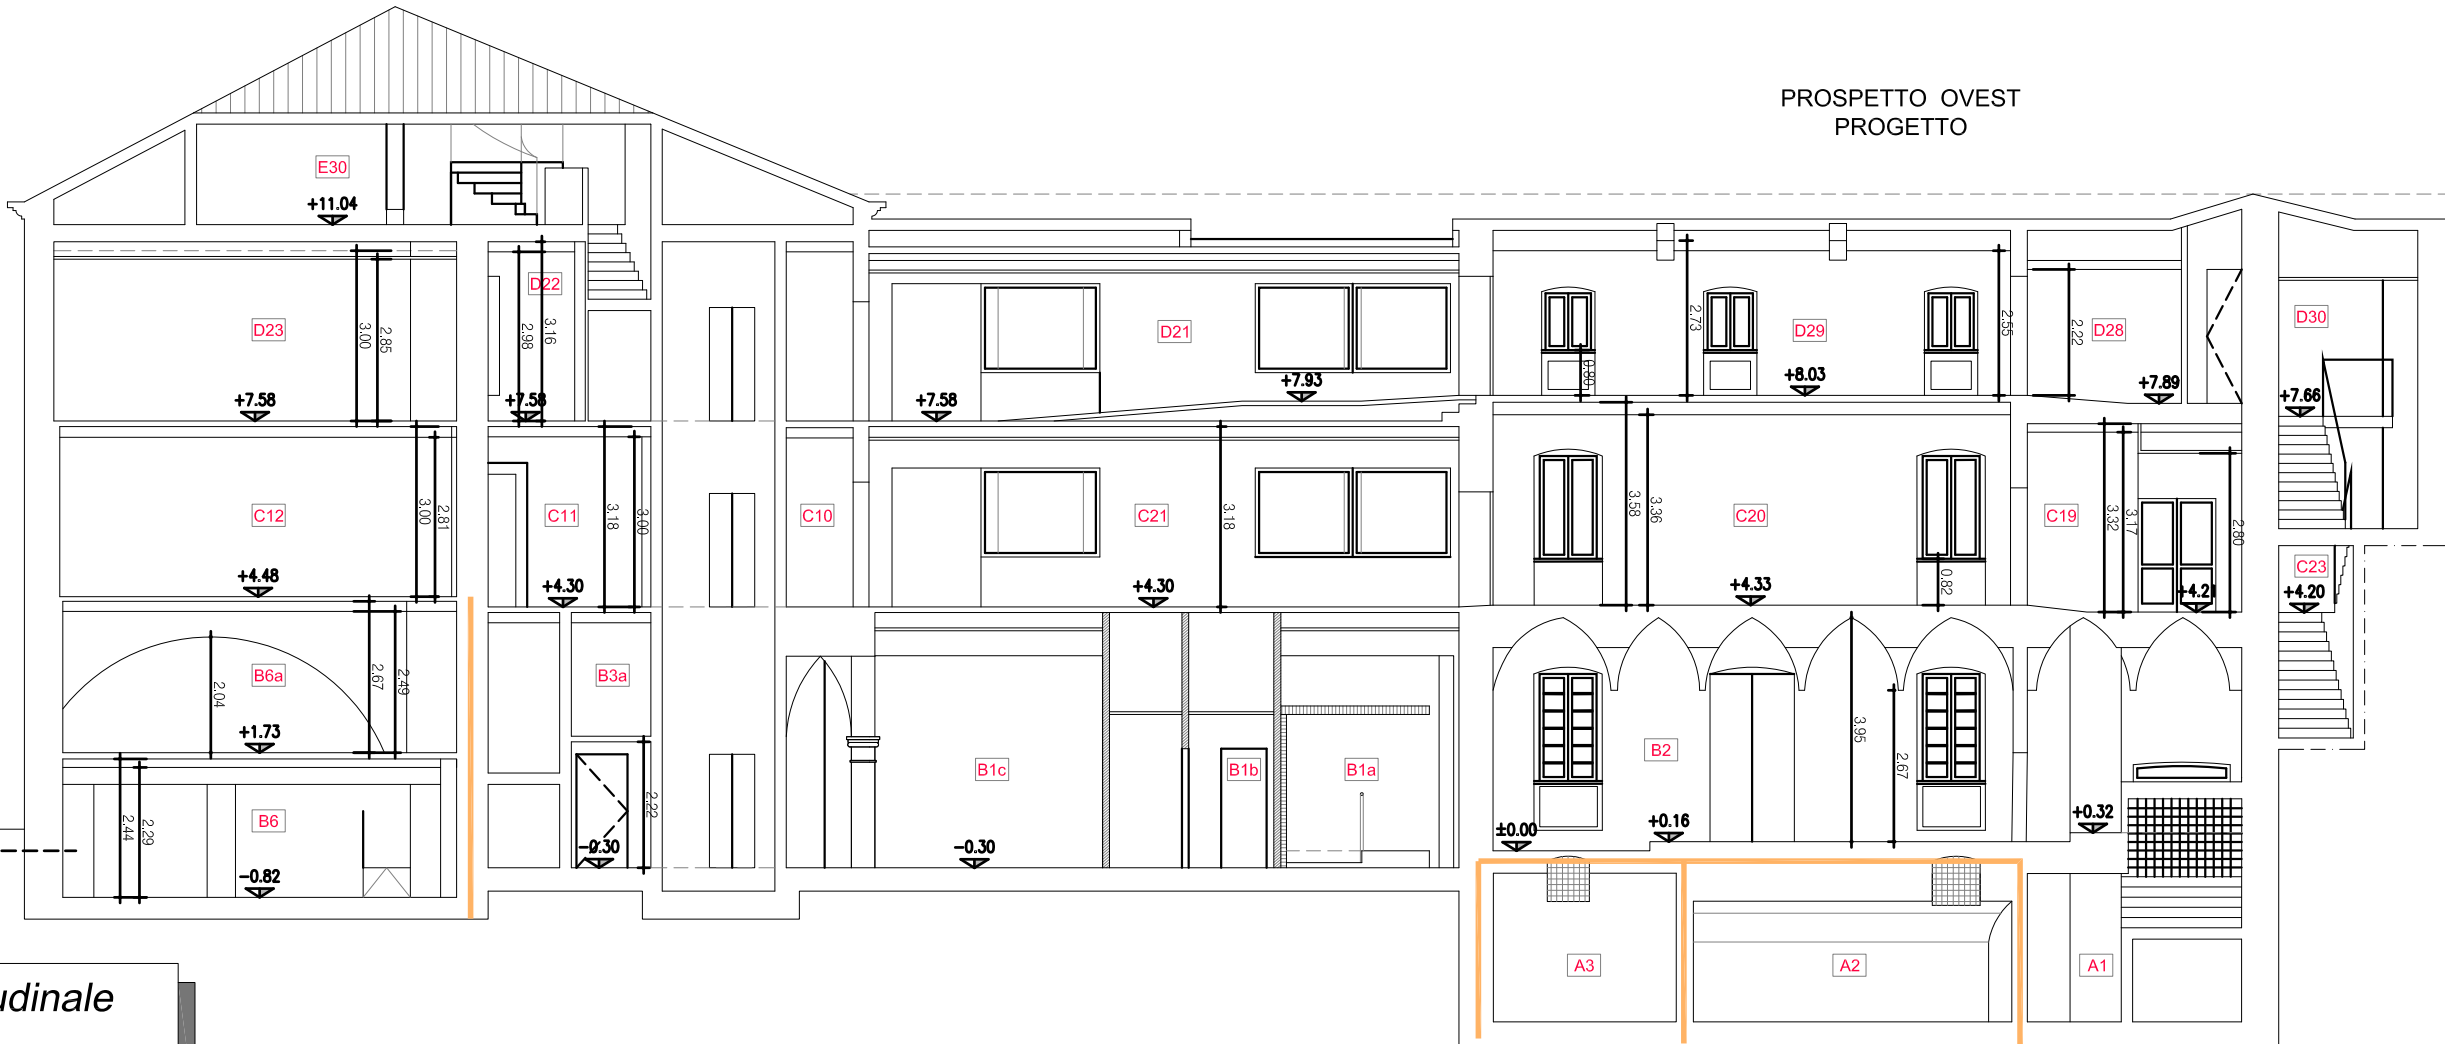 PROSPETTO OVEST
PROGETTO
E30
+11.04
D23
3.00
2.85
+7.58
D22
2.98
3.16
+7.58
D21
+7.58
+7.93
D29
2.73
0.80
2.55
+8.03
D28
2.22
+7.89
D30
+7.66
C12
3.00
2.81
+4.48
C11
3.18
3.00
+4.30
C10
C21
3.18
+4.30
C20
3.58
3.36
+4.33
0.82
C19
3.32
3.17
2.80
+4.21
C23
+4.20
B6a
2.04
2.67
2.49
+1.73
B3a
2.22
-0.30
B6
2.44
2.29
-0.82
B1c
-0.30
B1b
B1a
B2
3.95
2.67
±0.00
+0.16
+0.32
A3
A2
A1
udinale